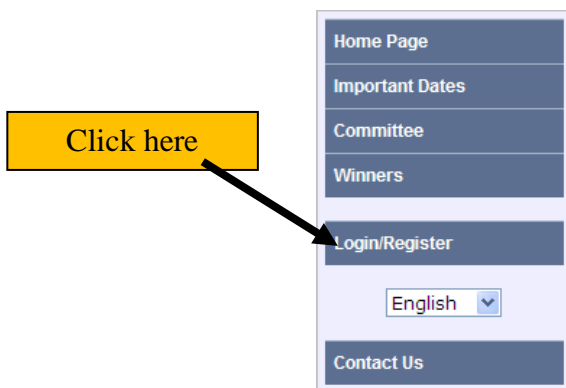 Home Page
Important Dates
Committee
Click here
Winners
Login/Register
English
Contact Us